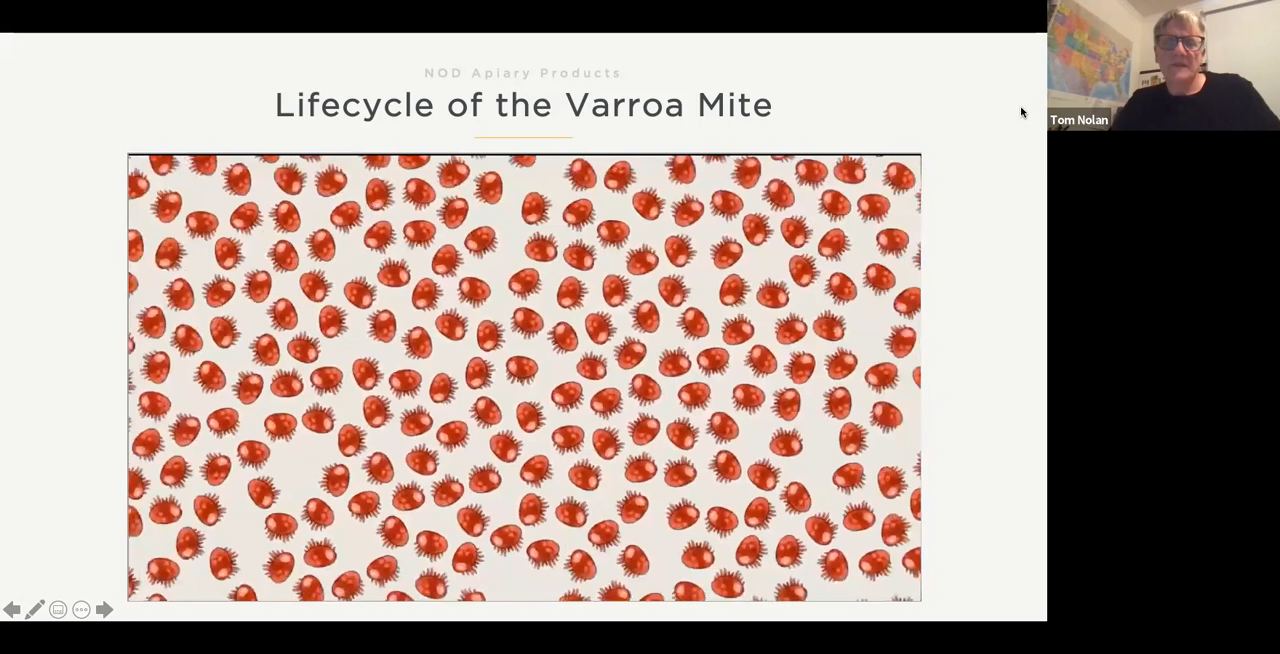 NOD Apiary Products
Lifecycle of the Varroa Mite
Tom Nolan